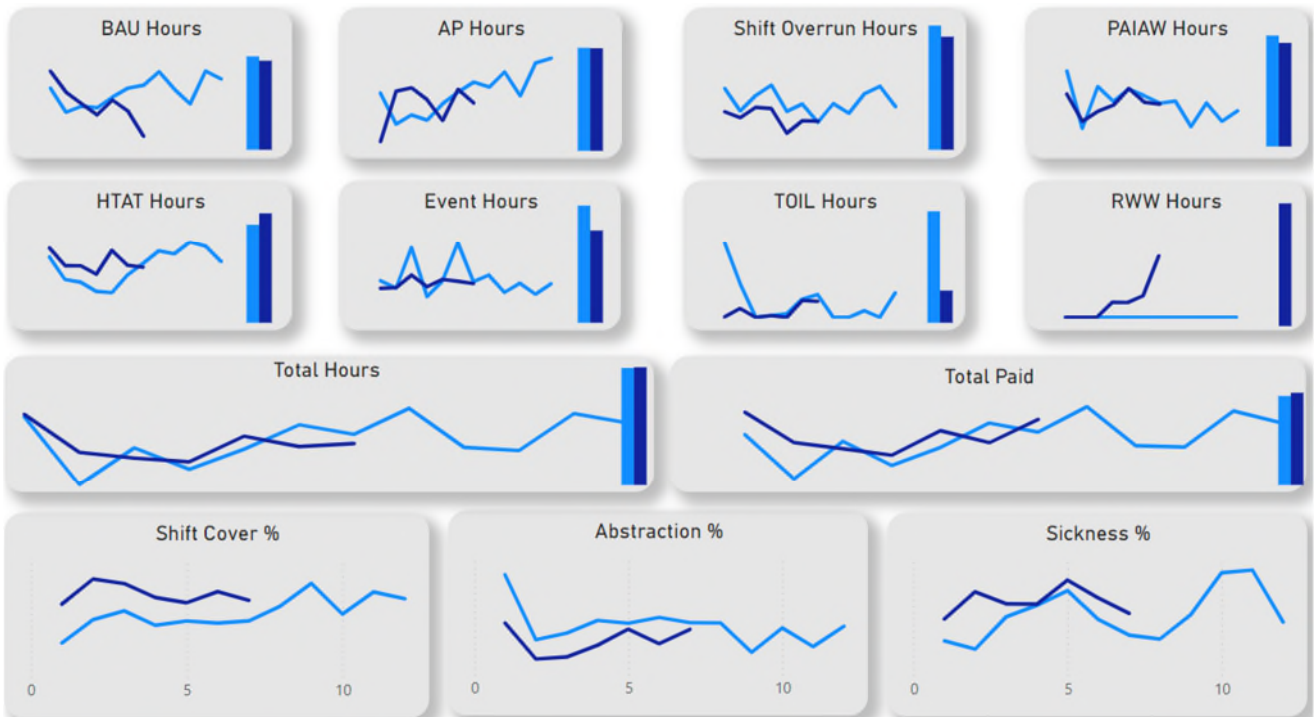 BAU Hours
AP Hours
Shift Overrun Hours
PAIAW Hours
HTAT Hours
Event Hours
TOIL Hours
RWW Hours
Total Hours
Total Paid
Shift Cover %
0 5 10
Abstraction %
0 5 10
Sickness %
0 5 10